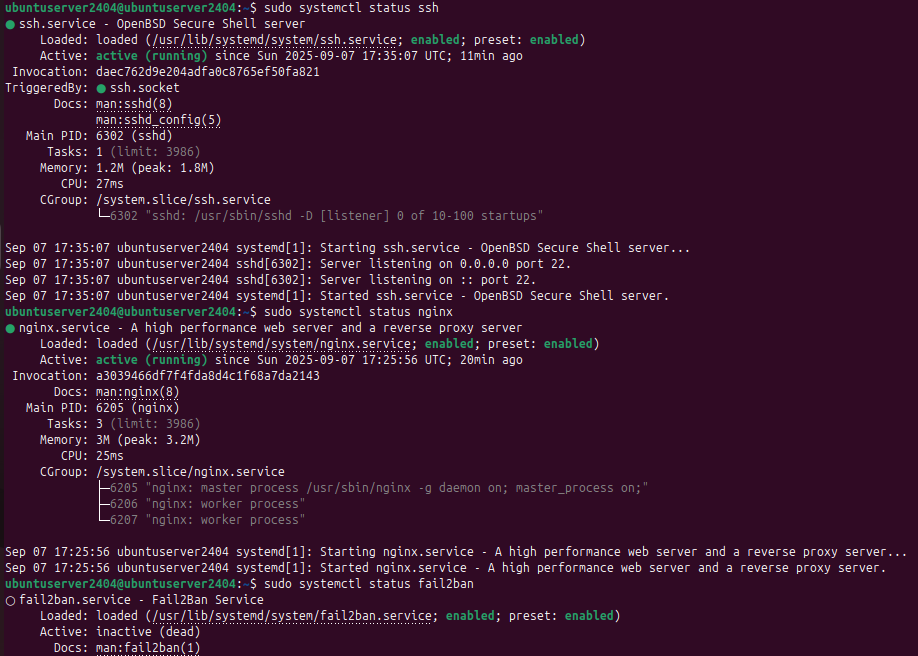 ubuntuserver2404@ubuntuserver2404:~$ sudo systemctl status ssh
● ssh.service - OpenBSD Secure Shell server
     Loaded: loaded (/usr/lib/systemd/system/ssh.service; enabled; preset: enabled)
     Active: active (running) since Sun 2025-09-07 17:35:07 UTC; 11min ago
 Invocation: daec762d9e204adfa0c8765ef50fa821
TriggeredBy: ● ssh.socket
       Docs: man:sshd(8)
             man:sshd_config(5)
   Main PID: 6302 (sshd)
      Tasks: 1 (limit: 3986)
     Memory: 1.2M (peak: 1.8M)
        CPU: 27ms
     CGroup: /system.slice/ssh.service
             └─6302 "sshd: /usr/sbin/sshd -D [listener] 0 of 10-100 startups"
Sep 07 17:35:07 ubuntuserver2404 systemd[1]: Starting ssh.service - OpenBSD Secure Shell server...
Sep 07 17:35:07 ubuntuserver2404 sshd[6302]: Server listening on 0.0.0.0 port 22.
Sep 07 17:35:07 ubuntuserver2404 sshd[6302]: Server listening on :: port 22.
Sep 07 17:35:07 ubuntuserver2404 systemd[1]: Started ssh.service - OpenBSD Secure Shell server.
ubuntuserver2404@ubuntuserver2404:~$ sudo systemctl status nginx
● nginx.service - A high performance web server and a reverse proxy server
     Loaded: loaded (/usr/lib/systemd/system/nginx.service; enabled; preset: enabled)
     Active: active (running) since Sun 2025-09-07 17:25:56 UTC; 20min ago
 Invocation: a3039466df7f4fda8d4c1f68a7da2143
       Docs: man:nginx(8)
   Main PID: 6205 (nginx)
      Tasks: 3 (limit: 3986)
     Memory: 3M (peak: 3.2M)
        CPU: 25ms
     CGroup: /system.slice/nginx.service
             ├─6205 "nginx: master process /usr/sbin/nginx -g daemon on; master_process on;"
             ├─6206 "nginx: worker process"
             └─6207 "nginx: worker process"
Sep 07 17:25:56 ubuntuserver2404 systemd[1]: Starting nginx.service - A high performance web server and a reverse proxy server...
Sep 07 17:25:56 ubuntuserver2404 systemd[1]: Started nginx.service - A high performance web server and a reverse proxy server.
ubuntuserver2404@ubuntuserver2404:~$ sudo systemctl status fail2ban
○ fail2ban.service - Fail2Ban Service
     Loaded: loaded (/usr/lib/systemd/system/fail2ban.service; enabled; preset: enabled)
     Active: inactive (dead)
       Docs: man:fail2ban(1)